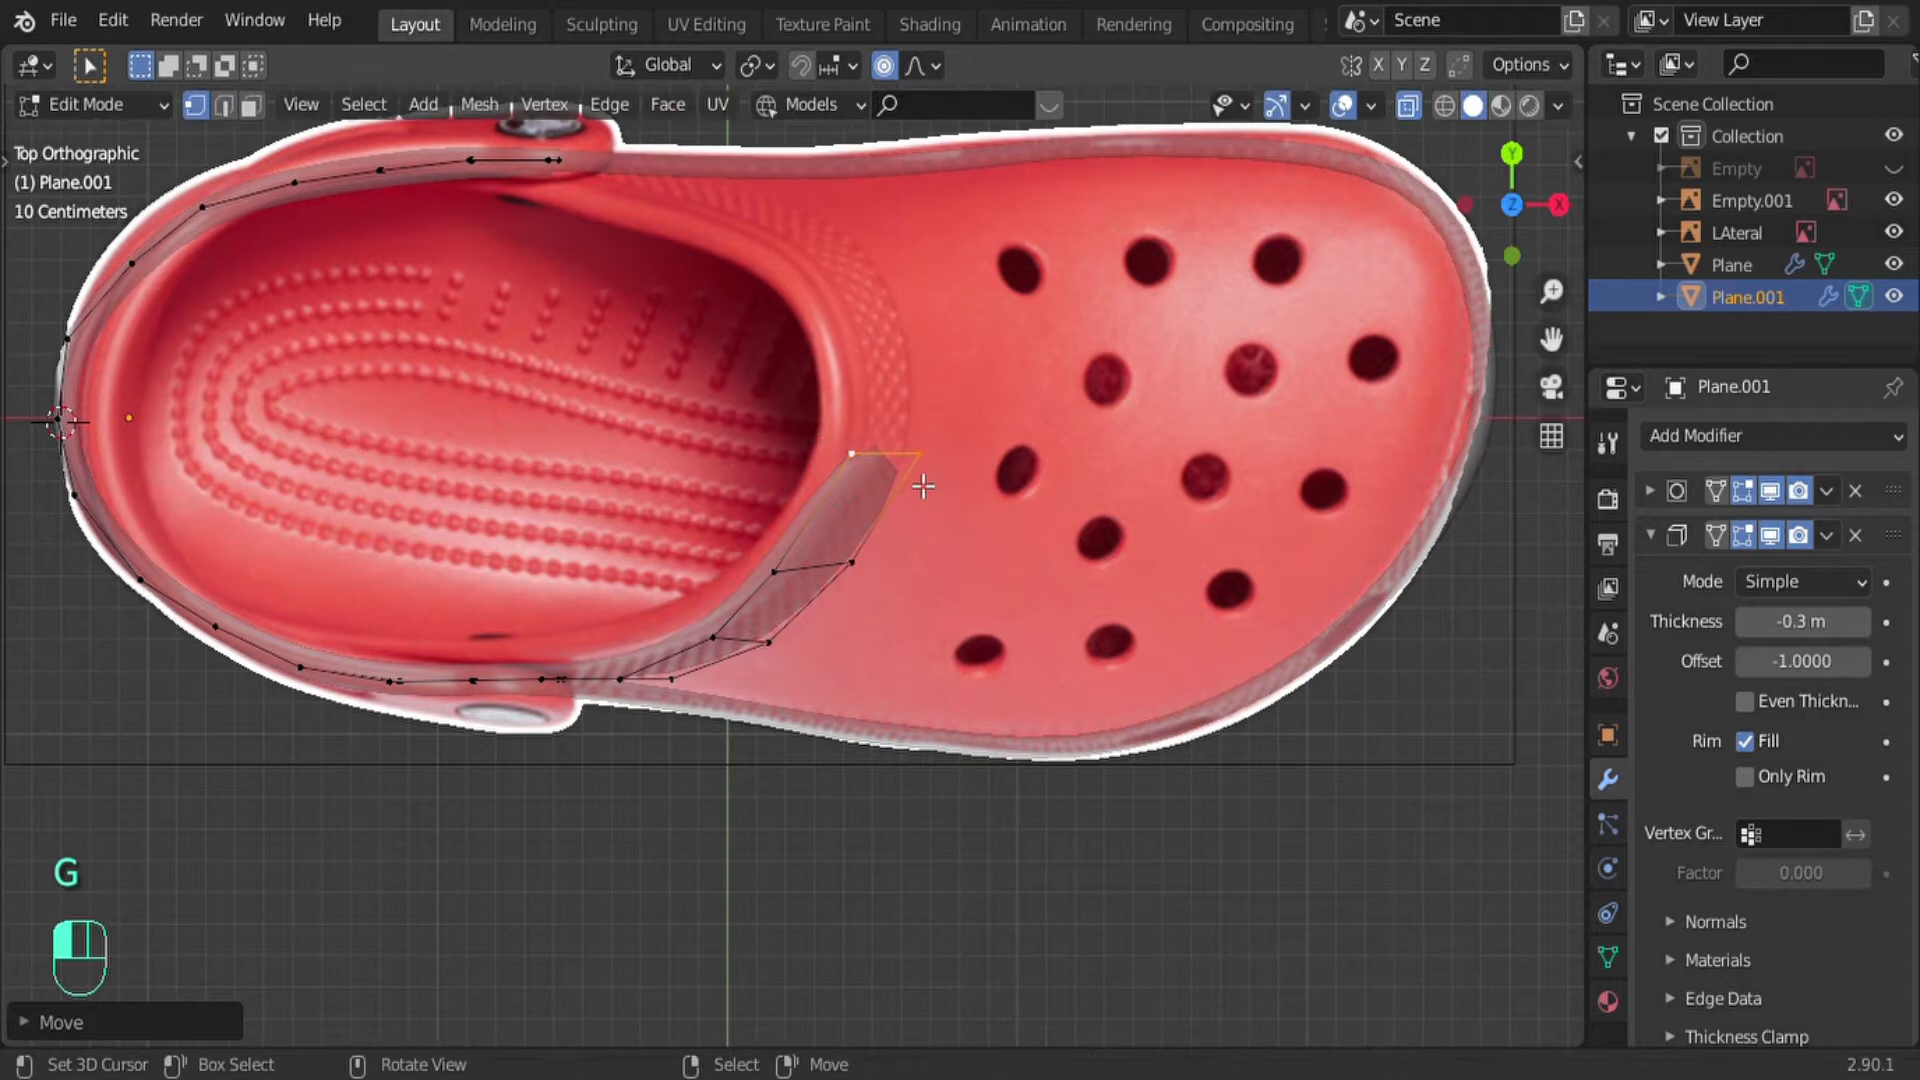 File Edit Render Window Help Layout Modeling Sculpting UV Editing Texture Paint Shading Animation Rendering Compositing Scene View Layer
Global X Y Z Options
Edit Mode View Select Add Mesh Vertex Edge Face UV Models
Top Orthographic
(1) Plane.001
10 Centimeters
Y
Z
X
Scene Collection
Collection
Empty
Empty.001
LAteral
Plane
Plane.001
Plane.001
Add Modifier
Mode Simple
Thickness -0.3 m
Offset -1.0000
Even Thickn...
Rim Fill
Only Rim
Vertex Gr...
Factor 0.000
Normals
Materials
Edge Data
Thickness Clamp
G
Move
Set 3D Cursor Box Select Rotate View Select Move 2.90.1